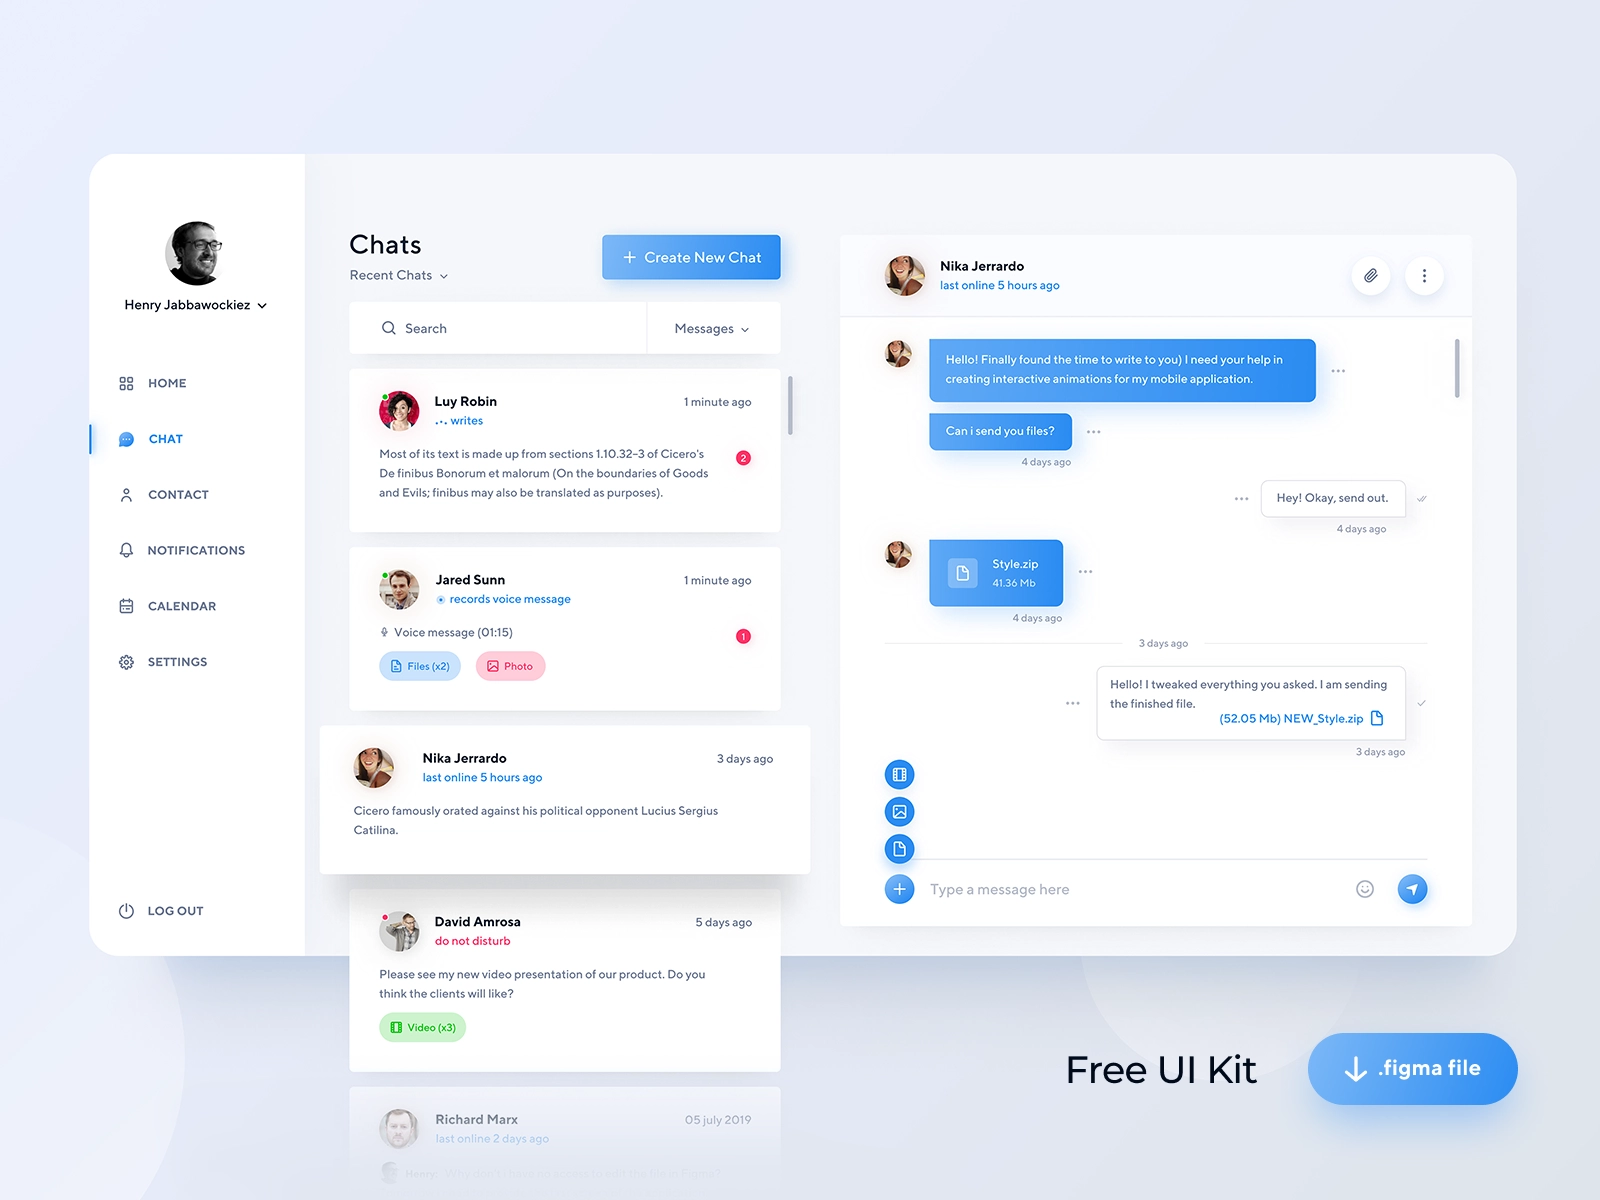 Henry Jabbawockiez
HOME
CHAT
CONTACT
NOTIFICATIONS
CALENDAR
SETTINGS
LOG OUT
Chats
Recent Chats
+ Create New Chat
Search
Messages
Luy Robin
1 minute ago
writes
Most of its text is made up from sections 1.10.32-3 of Cicero's
De finibus Bonorum et malorum (On the boundaries of Goods
and Evils; finibus may also be translated as purposes).
2
Jared Sunn
1 minute ago
records voice message
Voice message (01:15)
1
Files (x2)
Photo
Nika Jerrardo
3 days ago
last online 5 hours ago
Cicero famously orated against his political opponent Lucius Sergius
Catilina.
David Amrosa
5 days ago
do not disturb
Please see my new video presentation of our product. Do you
think the clients will like?
Video (x3)
Richard Marx
05 july 2019
last online 2 days ago
Henry:
Nika Jerrardo
last online 5 hours ago
Hello! Finally found the time to write to you) I need your help in
creating interactive animations for my mobile application.
Can i send you files?
4 days ago
Hey! Okay, send out.
4 days ago
Style.zip
41.36 Mb
4 days ago
3 days ago
Hello! I tweaked everything you asked. I am sending
the finished file.
(52.05 Mb) NEW_Style.zip
3 days ago
Type a message here
Free UI Kit
.figma file